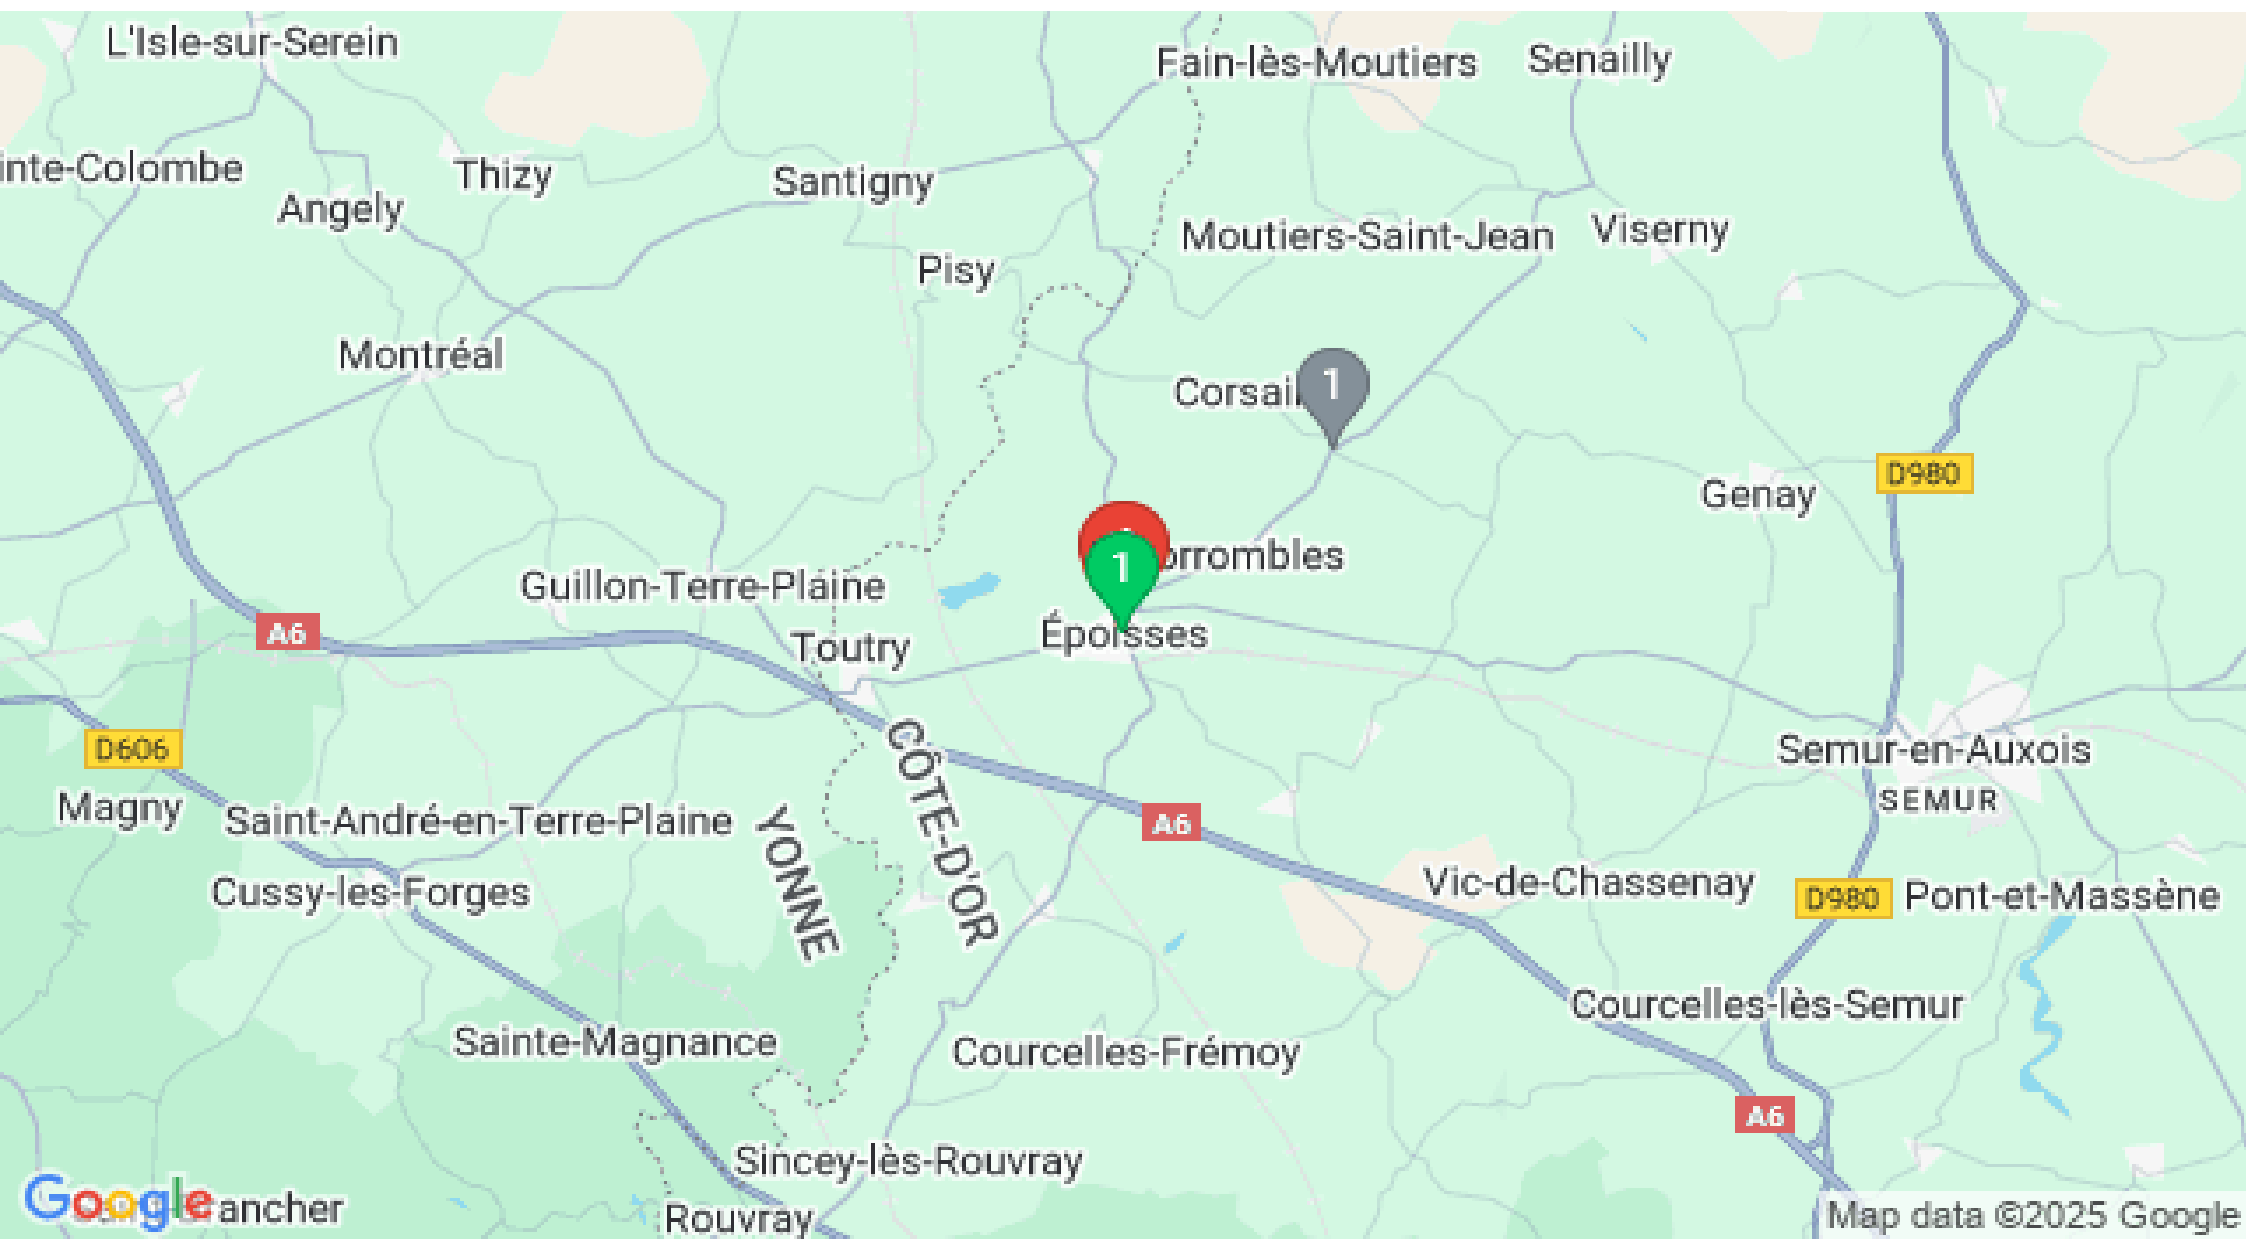 L'Isle-sur-Serein
Fain-lès-Moutiers
Senailly
inte-Colombe
Thizy
Santigny
Angely
Moutiers-Saint-Jean
Viserny
Pisy
Montréal
Corsai
1
D980
Genay
orrombles
1
Guillon-Terre-Plaine
A6
Époisses
Toutry
D606
CÔTE-D'OR
Semur-en-Auxois
SEMUR
Magny
Saint-André-en-Terre-Plaine
YONNE
A6
Cussy-les-Forges
Vic-de-Chassenay
D980
Pont-et-Massène
Courcelles-lès-Semur
Sainte-Magnance
Courcelles-Frémoy
A6
Sincey-lès-Rouvray
Google
ancher
Rouvray
Map data ©2025 Google